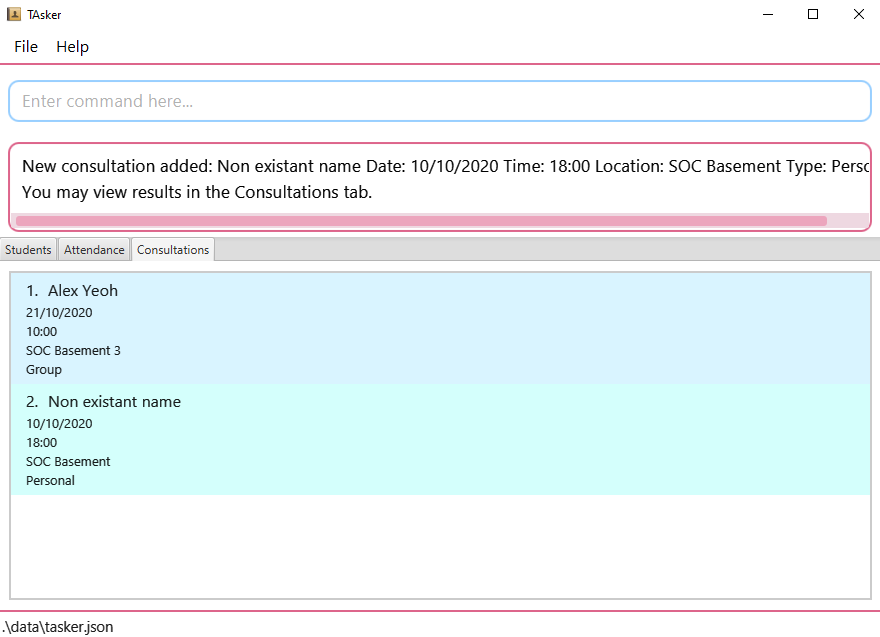 TAsker
File Help
Enter command here...
New consultation added: Non existant name Date: 10/10/2020 Time: 18:00 Location: SOC Basement Type: Perso
You may view results in the Consultations tab.
Students Attendance Consultations
1. Alex Yeoh
21/10/2020
10:00
SOC Basement 3
Group
2. Non existant name
10/10/2020
18:00
SOC Basement
Personal
.\data\tasker.json